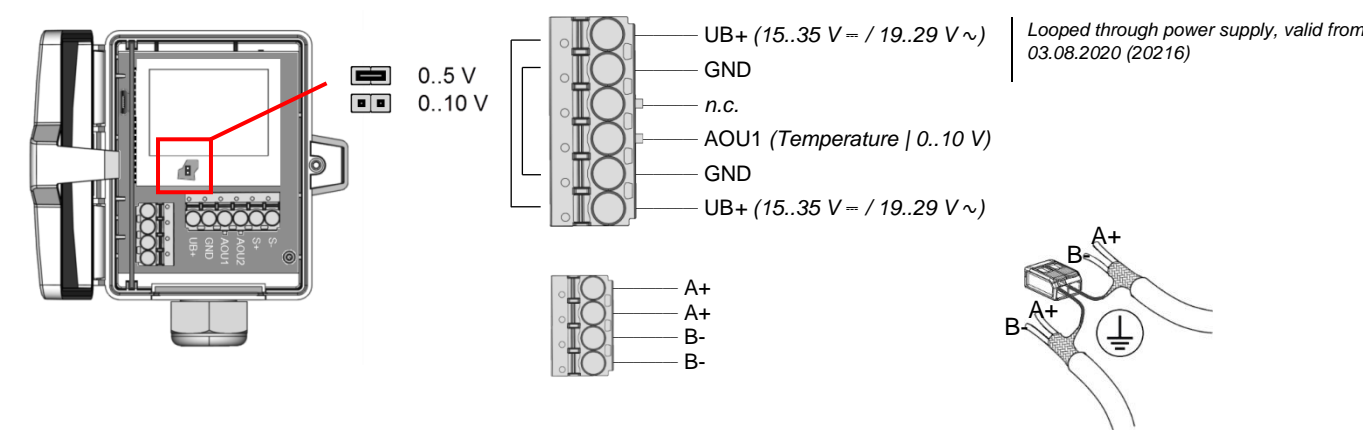 0..5 V
0..10 V
UB+ (15..35 V ⎓ / 19..29 V ∿)
GND
n.c.
AOU1 (Temperature | 0..10 V)
GND
UB+ (15..35 V ⎓ / 19..29 V ∿)
Looped through power supply, valid from
03.08.2020 (20216)
UB+
GND
AOU1
AOU2
S+
S-
A+
A+
B-
B-
A+
B-
A+
B-